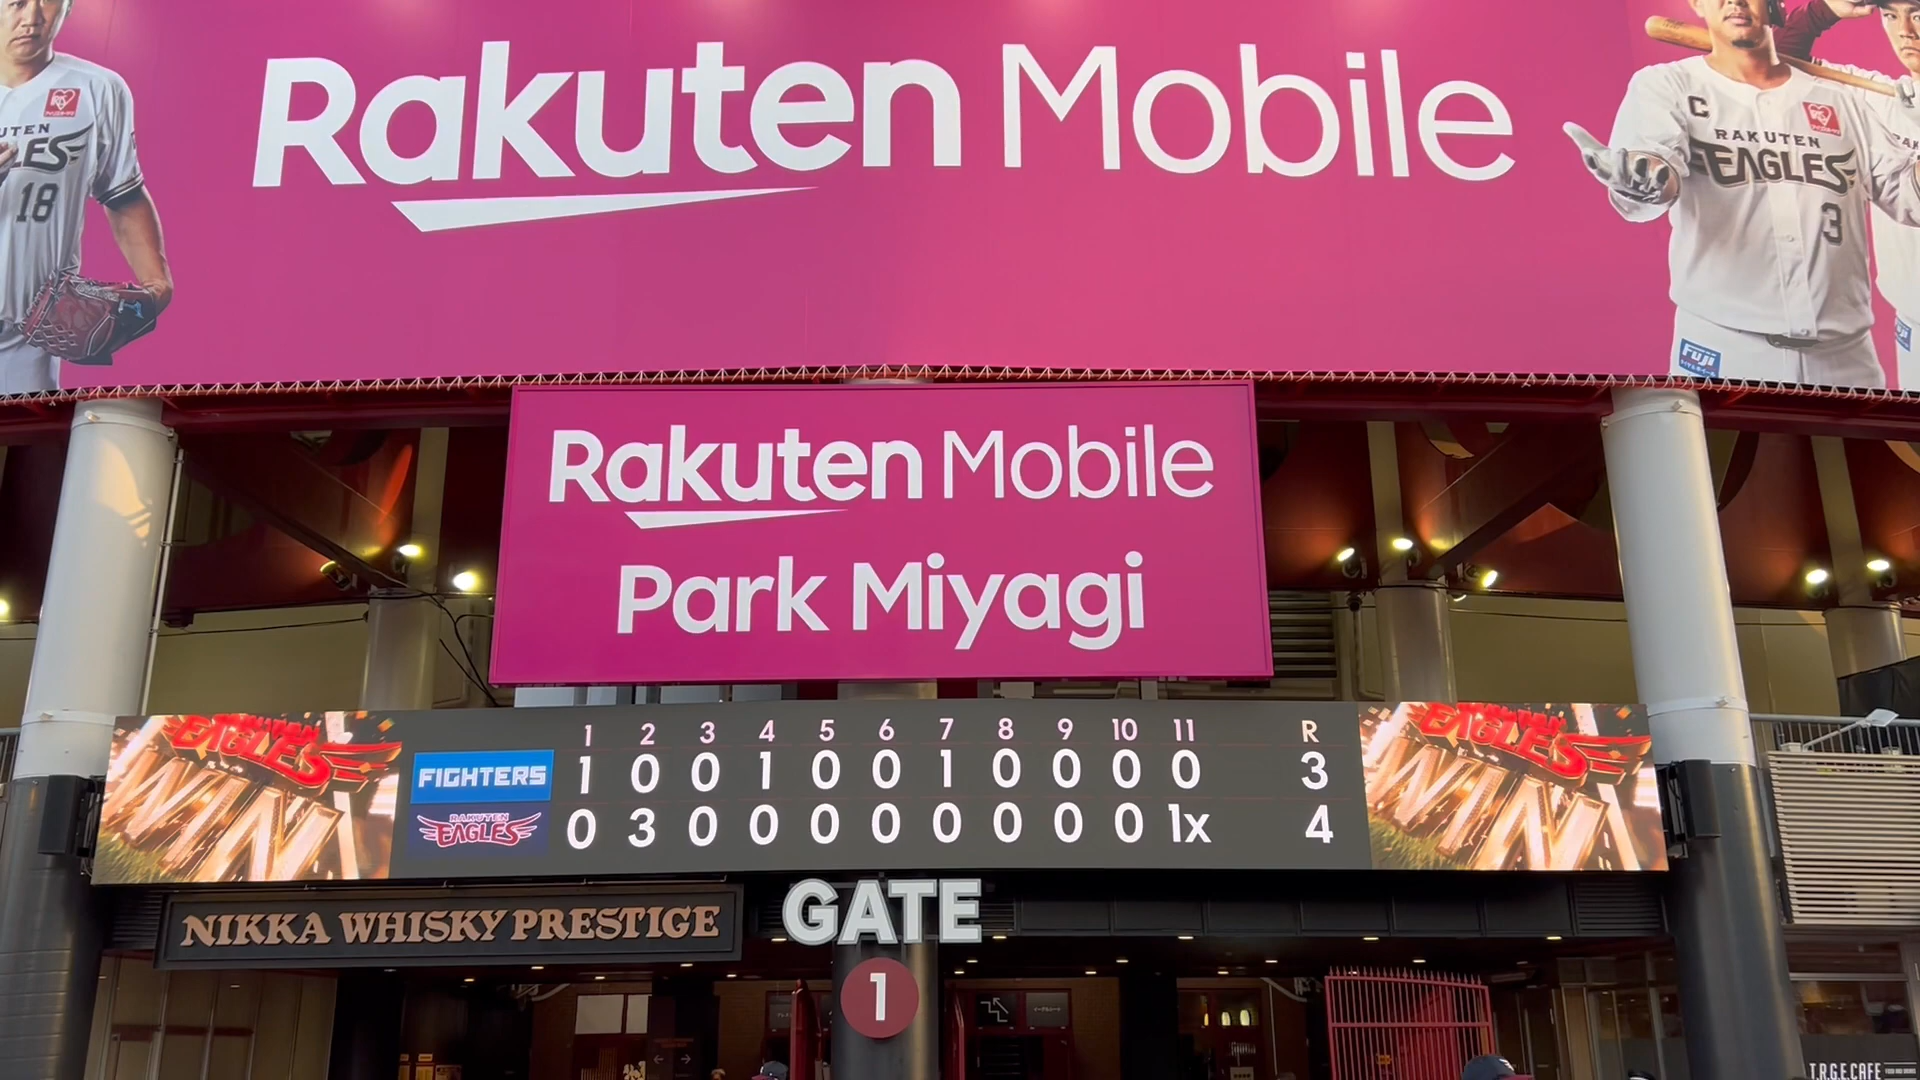 Rakuten Mobile
UTEN
LES
18
C
RAKUTEN
EAGLES
3
Fuji
Rakuten Mobile
Park Miyagi
EAGLES
WIN
1 2 3 4 5 6 7 8 9 10 11 R
FIGHTERS 1 0 0 1 0 0 1 0 0 0 0 3
RAKUTEN EAGLES 0 3 0 0 0 0 0 0 0 0 1x 4
EAGLES
WIN
NIKKA WHISKY PRESTIGE
GATE
1
T.R.G.E.CAFE